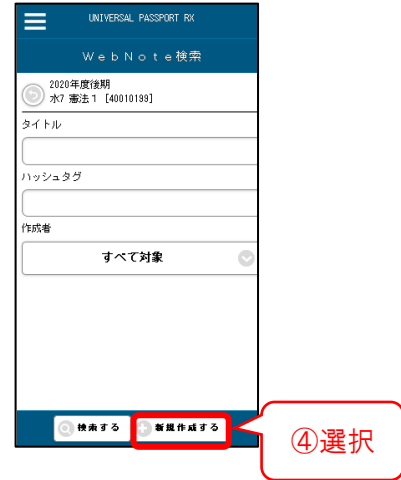 UNIVERSAL PASSPORT RX
WebNote検索
2020年度後期
水7 憲法1 [40010199]
タイトル
ハッシュタグ
作成者
すべて対象
検索する
新規作成する
④選択